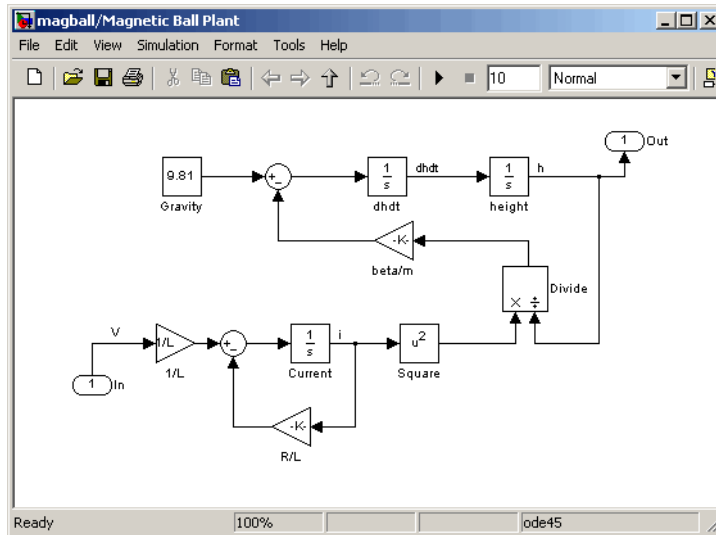 magball/Magnetic Ball Plant
File Edit View Simulation Format Tools Help
10 Normal
1 Out
9.81
Gravity
+ −
1/s
dhdt
dhdt
1/s
height
h
-K-
beta/m
× ÷
Divide
V
1 In
1/L
1/L
+ −
1/s
Current
i
u²
Square
-K-
R/L
Ready 100% ode45